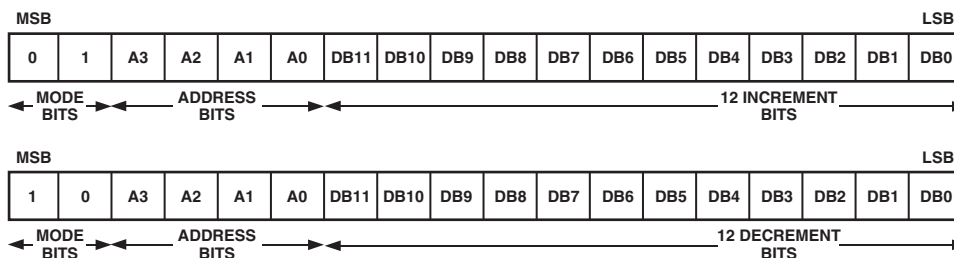 MSB LSB
0 1 A3 A2 A1 A0 DB11 DB10 DB9 DB8 DB7 DB6 DB5 DB4 DB3 DB2 DB1 DB0
MODE BITS ADDRESS BITS 12 INCREMENT BITS
MSB LSB
1 0 A3 A2 A1 A0 DB11 DB10 DB9 DB8 DB7 DB6 DB5 DB4 DB3 DB2 DB1 DB0
MODE BITS ADDRESS BITS 12 DECREMENT BITS